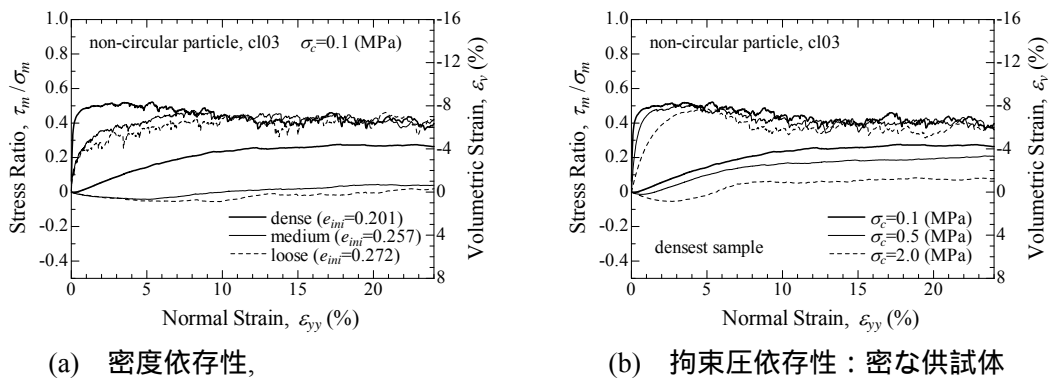 non-circular particle, cl03 σc=0.1 (MPa)
Stress Ratio, τm/σm
1.0
0.8
0.6
0.4
0.2
0
-0.2
-0.4
-16
-12
-8
-4
0
4
8
Volumetric Strain, εv (%)
dense (eini=0.201)
medium (eini=0.257)
loose (eini=0.272)
0 5 10 15 20
Normal Strain, εyy (%)
(a) 密度依存性,
non-circular particle, cl03
Stress Ratio, τm/σm
1.0
0.8
0.6
0.4
0.2
0
-0.2
-0.4
-16
-12
-8
-4
0
4
8
Volumetric Strain, εv (%)
σc=0.1 (MPa)
σc=0.5 (MPa)
σc=2.0 (MPa)
densest sample
0 5 10 15 20
Normal Strain, εyy (%)
(b) 拘束圧依存性：密な供試体